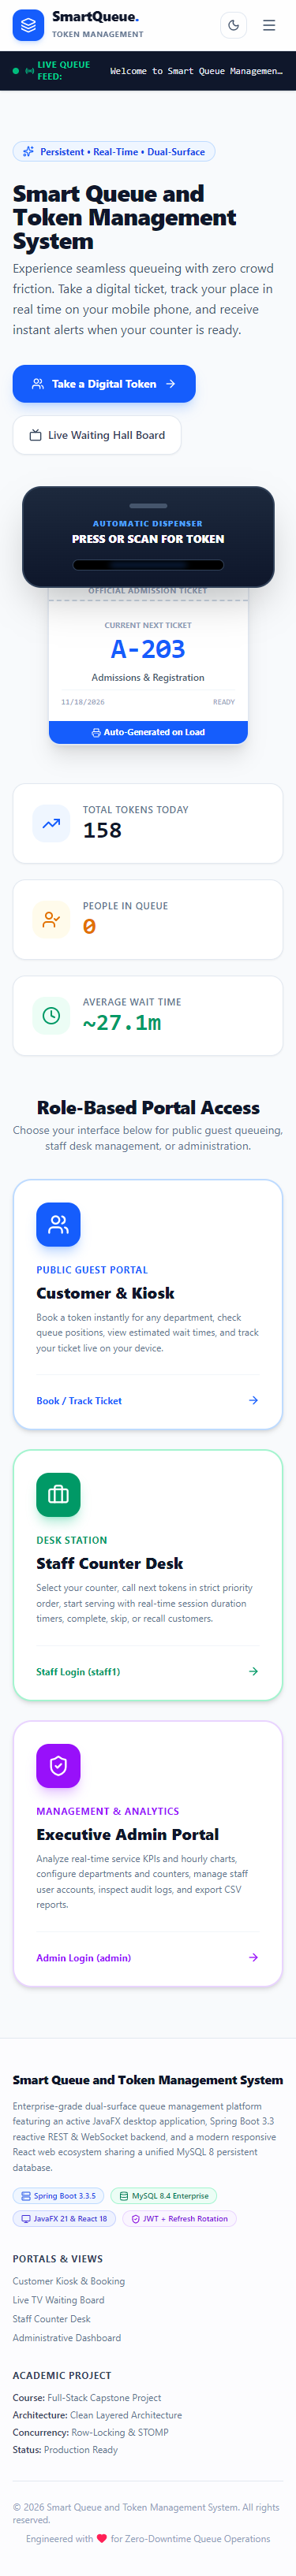 SmartQueue.
TOKEN MANAGEMENT
LIVE QUEUE
FEED:
Welcome to Smart Queue Managemen…
Persistent • Real-Time • Dual-Surface
Smart Queue and
Token Management
System
Experience seamless queueing with zero crowd
friction. Take a digital ticket, track your place in
real time on your mobile phone, and receive
instant alerts when your counter is ready.
Take a Digital Token
Live Waiting Hall Board
AUTOMATIC DISPENSER
PRESS OR SCAN FOR TOKEN
OFFICIAL ADMISSION TICKET
CURRENT NEXT TICKET
A-203
Admissions & Registration
11/18/2026 READY
Auto-Generated on Load
TOTAL TOKENS TODAY
158
PEOPLE IN QUEUE
0
AVERAGE WAIT TIME
~27.1m
Role-Based Portal Access
Choose your interface below for public guest queueing,
staff desk management, or administration.
PUBLIC GUEST PORTAL
Customer & Kiosk
Book a token instantly for any department, check
queue positions, view estimated wait times, and track
your ticket live on your device.
Book / Track Ticket
DESK STATION
Staff Counter Desk
Select your counter, call next tokens in strict priority
order, start serving with real-time session duration
timers, complete, skip, or recall customers.
Staff Login (staff1)
MANAGEMENT & ANALYTICS
Executive Admin Portal
Analyze real-time service KPIs and hourly charts,
configure departments and counters, manage staff
user accounts, inspect audit logs, and export CSV
reports.
Admin Login (admin)
Smart Queue and Token Management System
Enterprise-grade dual-surface queue management platform
featuring an active JavaFX desktop application, Spring Boot 3.3
reactive REST & WebSocket backend, and a modern responsive
React web ecosystem sharing a unified MySQL 8 persistent
database.
Spring Boot 3.3.5
MySQL 8.4 Enterprise
JavaFX 21 & React 18
JWT + Refresh Rotation
PORTALS & VIEWS
Customer Kiosk & Booking
Live TV Waiting Board
Staff Counter Desk
Administrative Dashboard
ACADEMIC PROJECT
Course: Full-Stack Capstone Project
Architecture: Clean Layered Architecture
Concurrency: Row-Locking & STOMP
Status: Production Ready
© 2026 Smart Queue and Token Management System. All rights
reserved.
Engineered with ❤ for Zero-Downtime Queue Operations